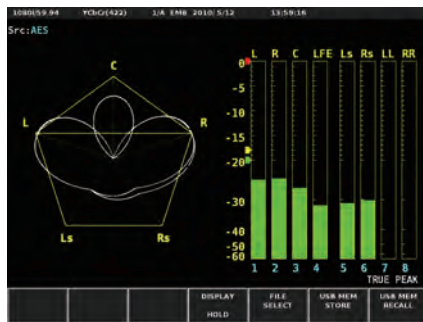 1080i/59.94 YCbCr(422) 1/A EMB 2010/ 5/12 13:59:16
Src:AES
L R C LFE Ls Rs LL RR
C
L R
Ls Rs
0
-5
-10
-15
-20
-30
-40
-50
-60
1 2 3 4 5 6 7 8
TRUE PEAK
DISPLAY
HOLD
FILE
SELECT
USB MEM
STORE
USB MEM
RECALL